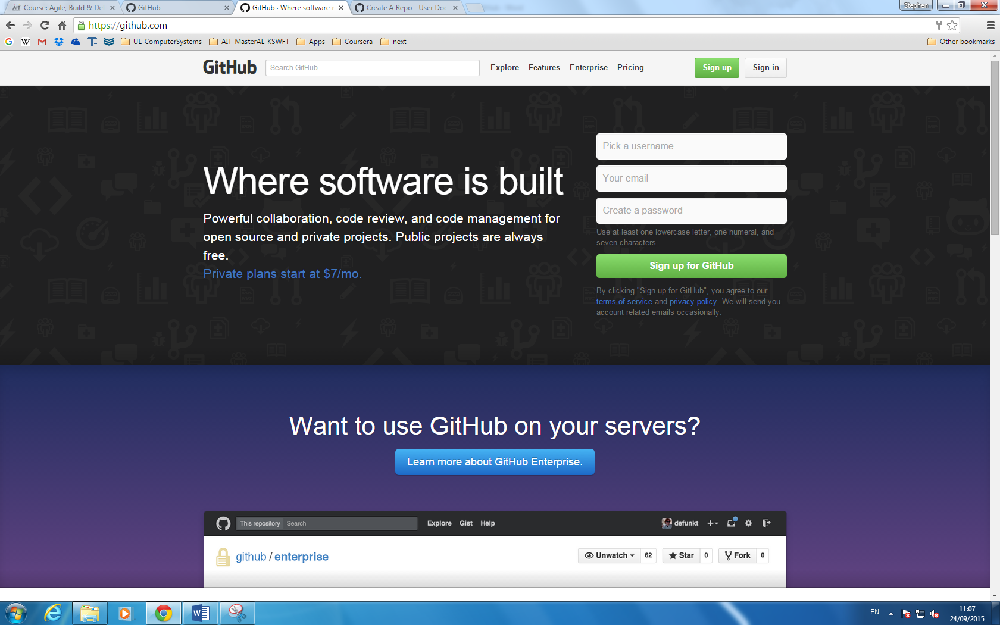 AIT Course: Agile, Build & Del
GitHub
GitHub · Where software i
Create A Repo - User Doc
Stephen
https://github.com
UL-ComputerSystems
AIT_MasterAL_KSWFT
Apps
Coursera
next
Other bookmarks
GitHub
Search GitHub
Explore
Features
Enterprise
Pricing
Sign up
Sign in
Where software is built
Powerful collaboration, code review, and code management for
open source and private projects. Public projects are always
free.
Private plans start at $7/mo.
Pick a username
Your email
Create a password
Use at least one lowercase letter, one numeral, and
seven characters.
Sign up for GitHub
By clicking "Sign up for GitHub", you agree to our
terms of service and privacy policy. We will send you
account related emails occasionally.
Want to use GitHub on your servers?
Learn more about GitHub Enterprise.
This repository
Search
Explore
Gist
Help
defunkt
github / enterprise
Unwatch
62
Star
0
Fork
0
EN
11:07
24/09/2015